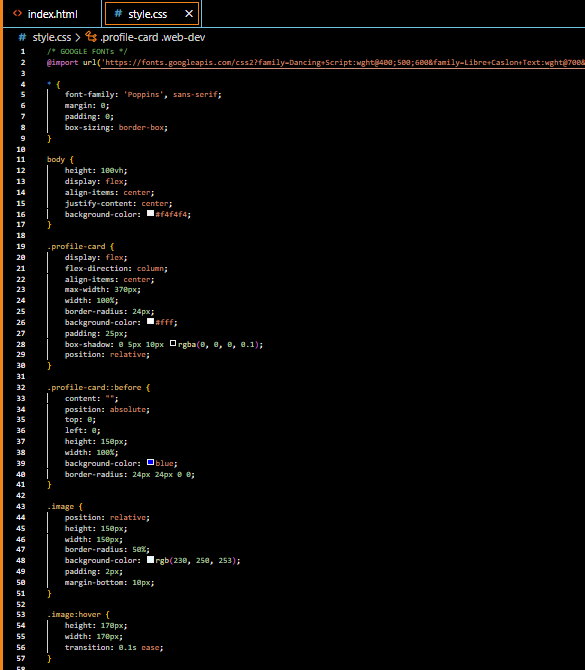 <> index.html
# style.css ×
# style.css > .profile-card .web-dev
1 /* GOOGLE FONTs */
2 @import url('https://fonts.googleapis.com/css2?family=Dancing+Script:wght@400;500;600&family=Libre+Caslon+Text:wght@700&
3
4 * {
5 font-family: 'Poppins', sans-serif;
6 margin: 0;
7 padding: 0;
8 box-sizing: border-box;
9 }
10
11 body {
12 height: 100vh;
13 display: flex;
14 align-items: center;
15 justify-content: center;
16 background-color: #f4f4f4;
17 }
18
19 .profile-card {
20 display: flex;
21 flex-direction: column;
22 align-items: center;
23 max-width: 370px;
24 width: 100%;
25 border-radius: 24px;
26 background-color: #fff;
27 padding: 25px;
28 box-shadow: 0 5px 10px rgba(0, 0, 0, 0.1);
29 position: relative;
30 }
31
32 .profile-card::before {
33 content: "";
34 position: absolute;
35 top: 0;
36 left: 0;
37 height: 150px;
38 width: 100%;
39 background-color: blue;
40 border-radius: 24px 24px 0 0;
41 }
42
43 .image {
44 position: relative;
45 height: 150px;
46 width: 150px;
47 border-radius: 50%;
48 background-color: rgb(230, 250, 253);
49 padding: 2px;
50 margin-bottom: 10px;
51 }
52
53 .image:hover {
54 height: 170px;
55 width: 170px;
56 transition: 0.1s ease;
57 }
58